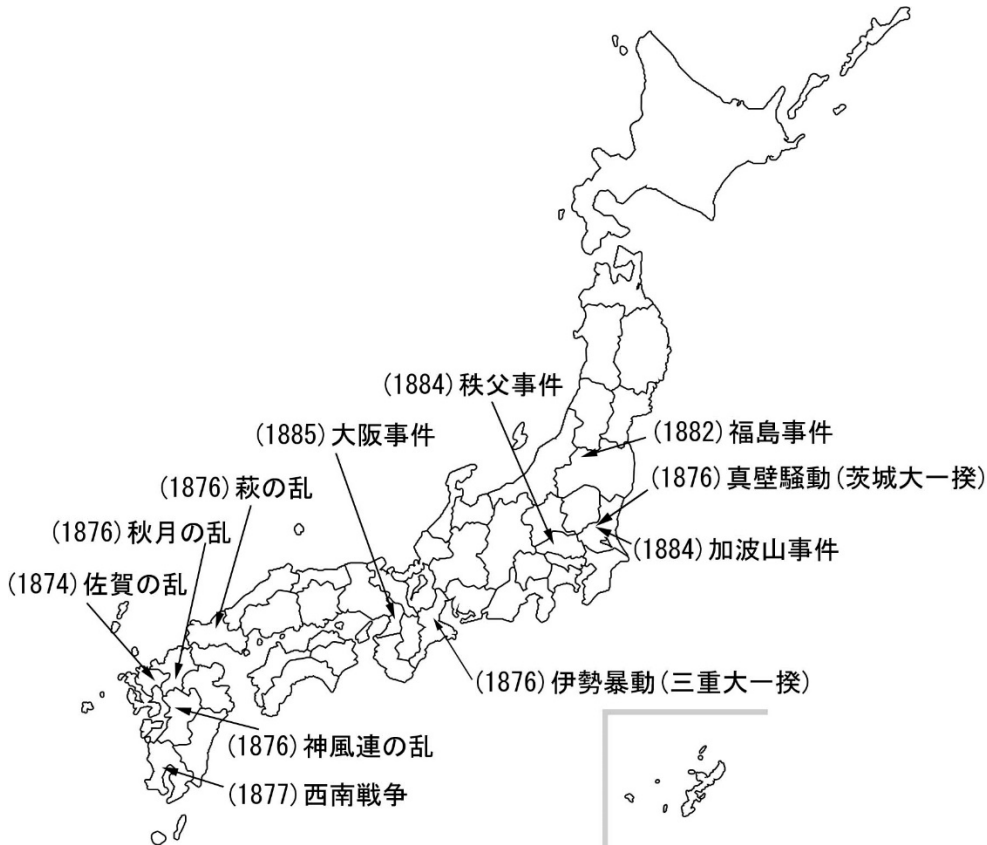 (1884)秩父事件
(1885)大阪事件
(1882)福島事件
(1876)萩の乱
(1876)真壁騒動(茨城大一揆)
(1876)秋月の乱
(1884)加波山事件
(1874)佐賀の乱
(1876)伊勢暴動(三重大一揆)
(1876)神風連の乱
(1877)西南戦争